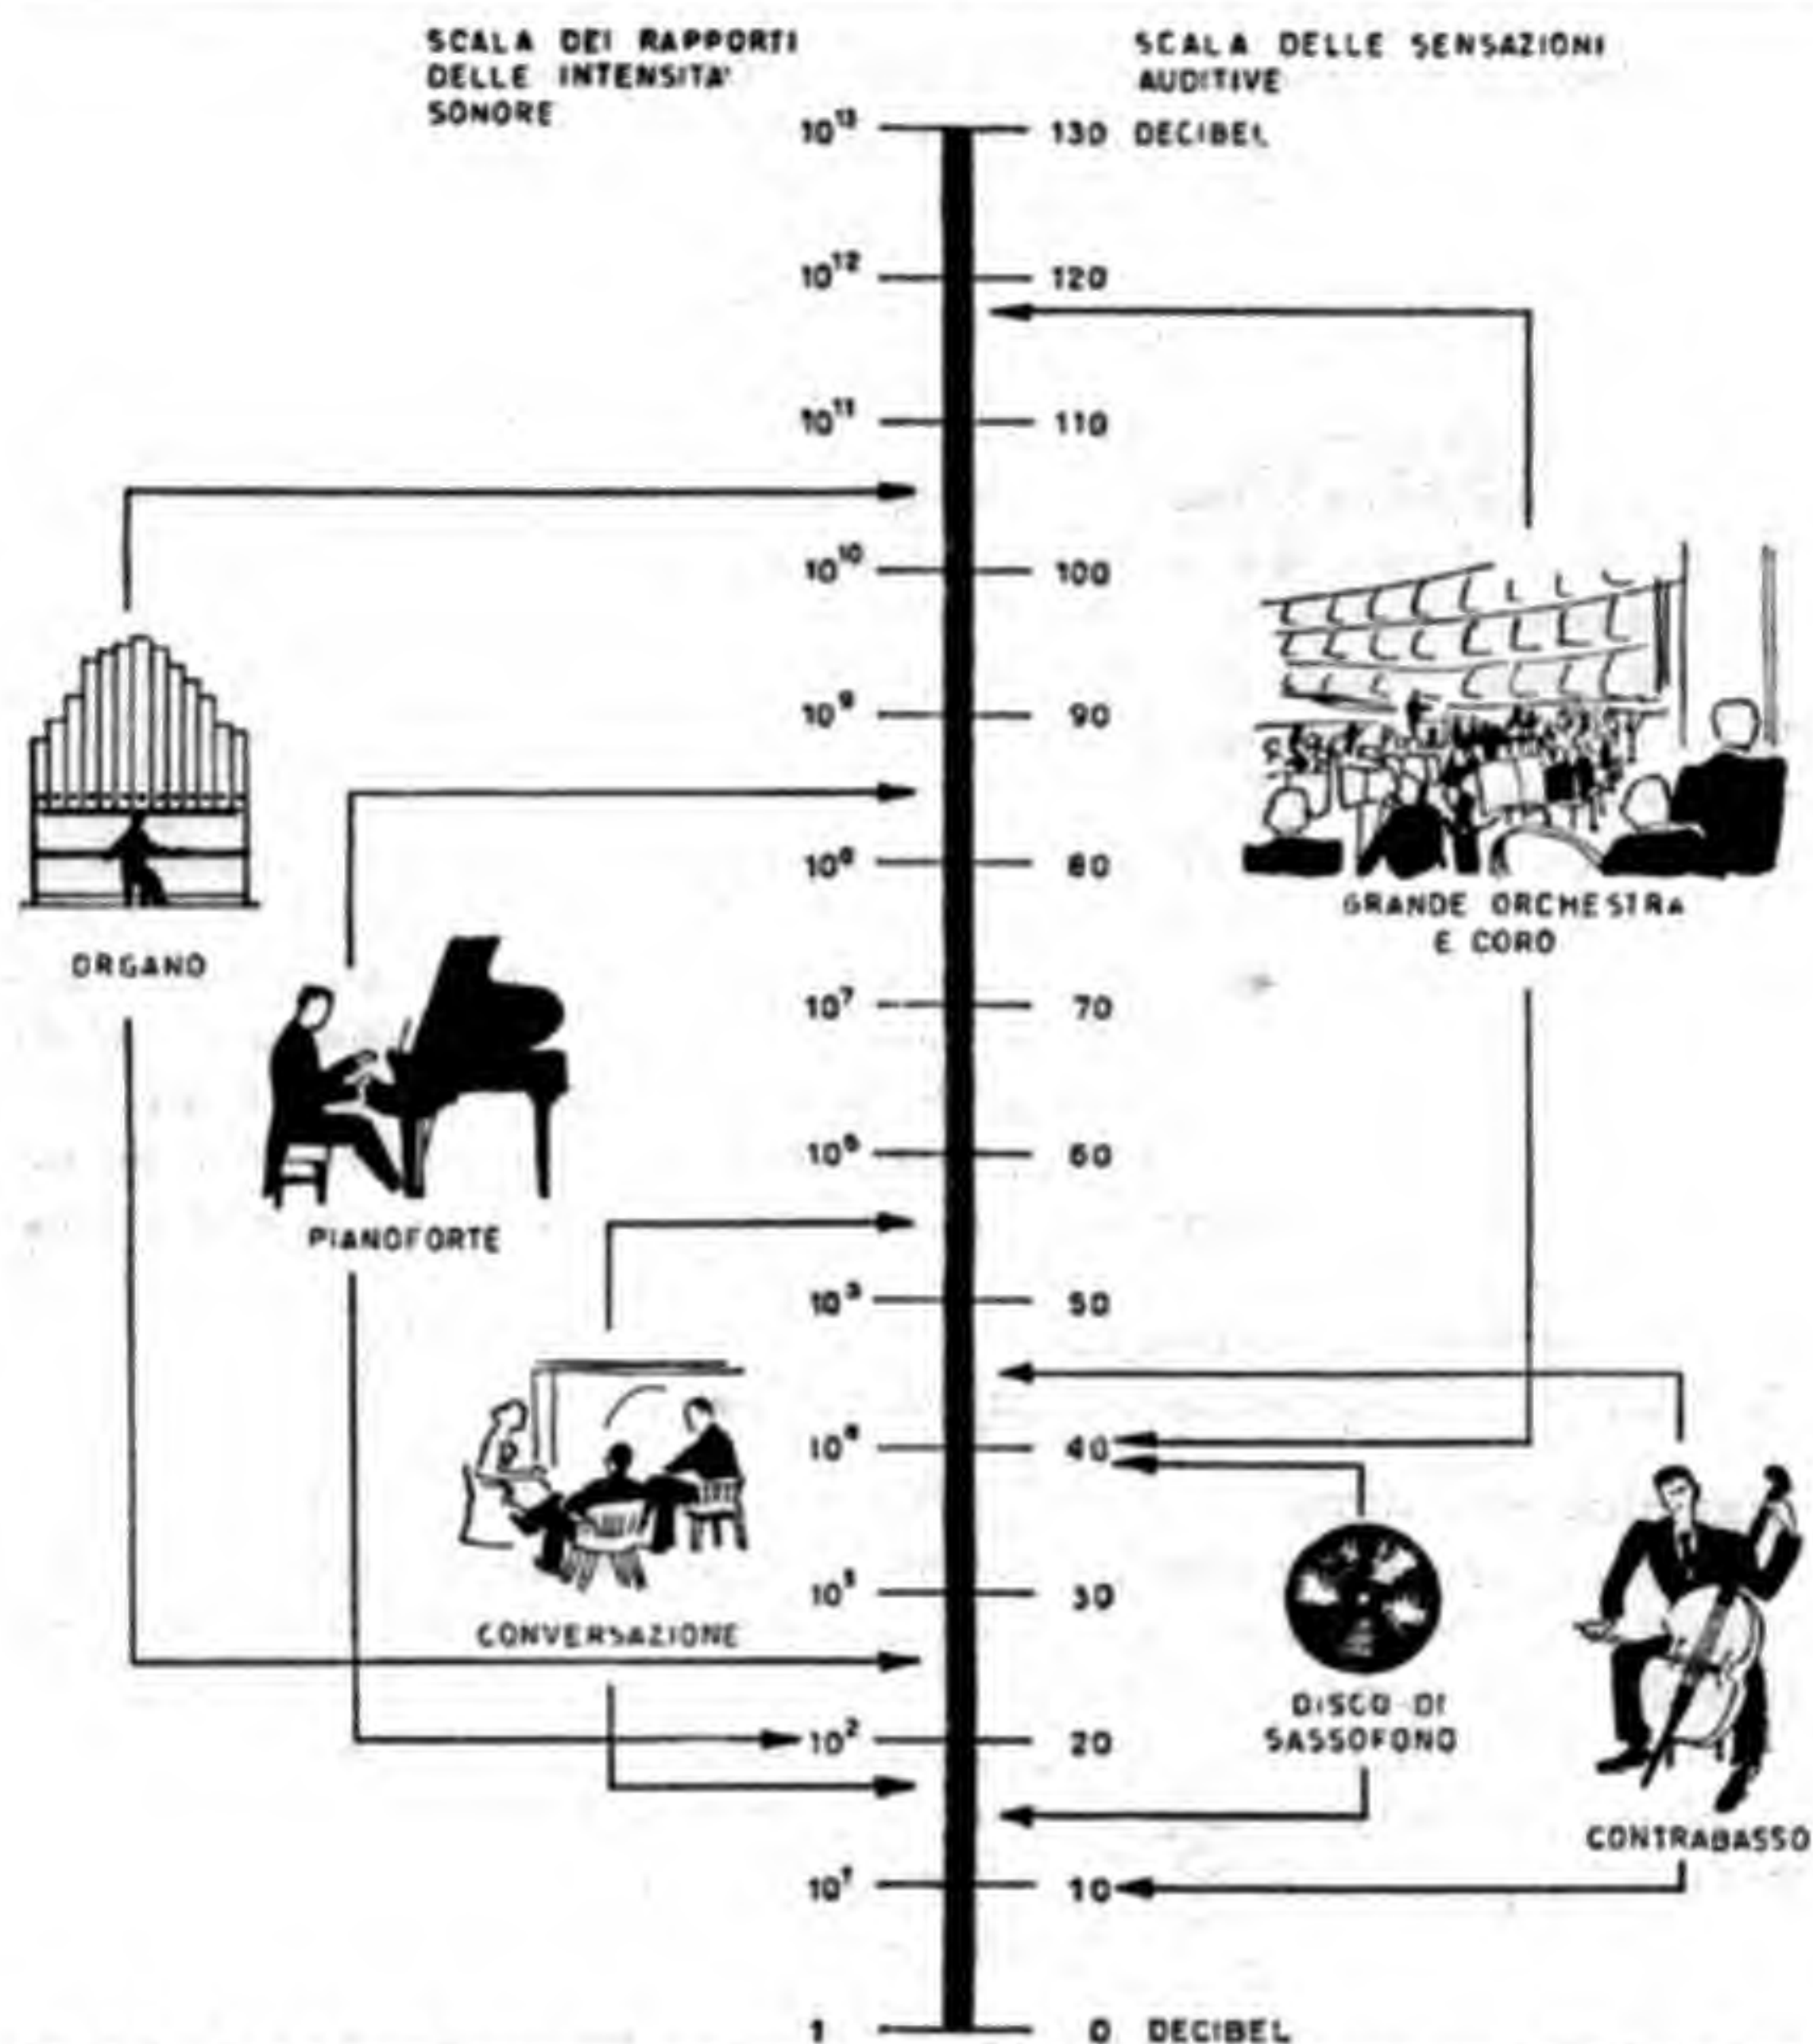 SCALA DEI RAPPORTI
DELLE INTENSITA'
SONORE
SCALA DELLE SENSAZIONI
AUDITIVE
10¹³ 130 DECIBEL
10¹² 120
10¹¹ 110
10¹⁰ 100
10⁹ 90
10⁸ 80
GRANDE ORCHESTRA
E CORO
ORGANO
10⁷ 70
10⁶ 60
PIANOFORTE
10⁵ 50
10⁴ 40
10³ 30
CONVERSAZIONE
DISCO DI
SASSOFONO
10² 20
CONTRABASSO
10¹ 10
1 0 DECIBEL